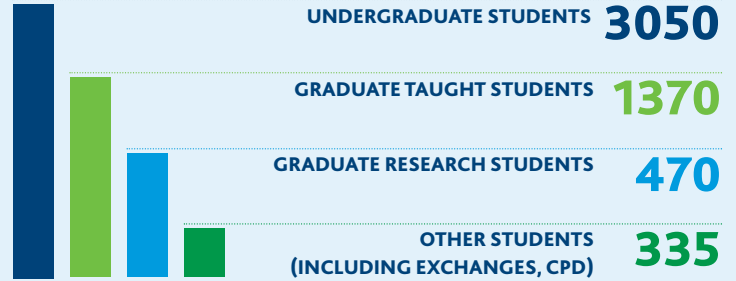 UNDERGRADUATE STUDENTS 3050
GRADUATE TAUGHT STUDENTS 1370
GRADUATE RESEARCH STUDENTS 470
OTHER STUDENTS 335
(INCLUDING EXCHANGES, CPD)